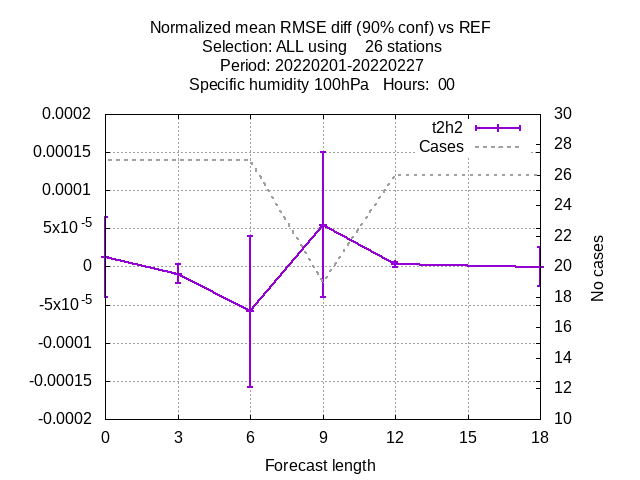 Normalized mean RMSE diff (90% conf) vs REF
Selection: ALL using    26 stations
Period: 20220201-20220227
Specific humidity 100hPa   Hours:  00
t2h2
Cases
0.0002
0.00015
0.0001
5x10-5
0
-5x10-5
-0.0001
-0.00015
-0.0002
30
28
26
24
22
20
18
16
14
12
10
No cases
0 3 6 9 12 15 18
Forecast length